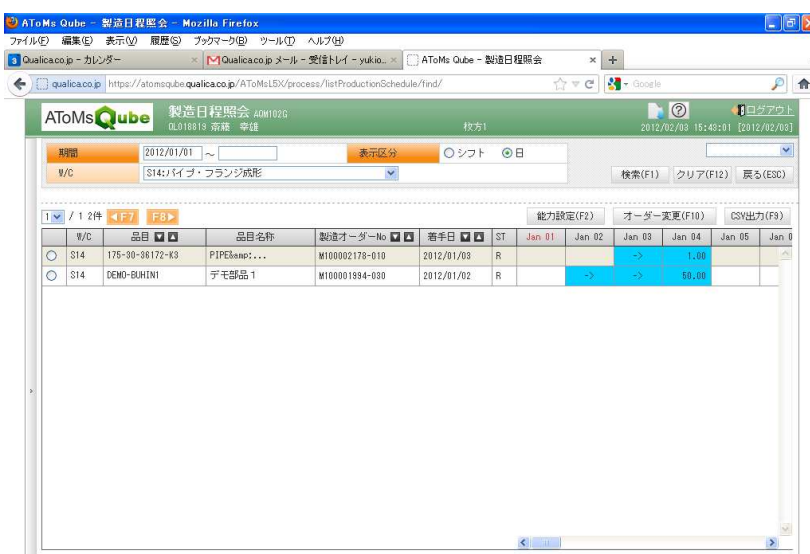 AToMs Qube - 製造日程照会 - Mozilla Firefox
ファイル(F) 編集(E) 表示(V) 履歴(S) ブックマーク(B) ツール(T) ヘルプ(H)
3 Qualica.co.jp - カレンダー × Qualica.co.jp メール - 受信トレイ - yukio... × AToMs Qube - 製造日程照会 × +
qualica.co.jp https://atomsqube.qualica.co.jp/AToMsL5X/process/listProductionSchedule/find/ Google
AToMs Qube 製造日程照会 AOM102G ログアウト
OL018819 斎藤 幸雄 枚方1 2012/02/03 15:43:01 [2012/02/03]
期間 2012/01/01 ~ 表示区分 シフト 日
W/C S14:パイプ・フランジ成形 検索(F1) クリア(F12) 戻る(ESC)
1 / 1 2件 ◀F7 F8▶ 能力設定(F2) オーダー変更(F10) CSV出力(F9)
W/C 品目 ▼ ▲ 品目名称 製造オーダーNo ▼ ▲ 着手日 ▼ ▲ ST Jan 01 Jan 02 Jan 03 Jan 04 Jan 05 Jan 0
S14 175-30-36172-K3 PIPE&amp;... M100002178-010 2012/01/03 R -> 1.00
S14 DEMO-BUHIN1 デモ部品1 M100001994-030 2012/01/02 R -> -> 50.00